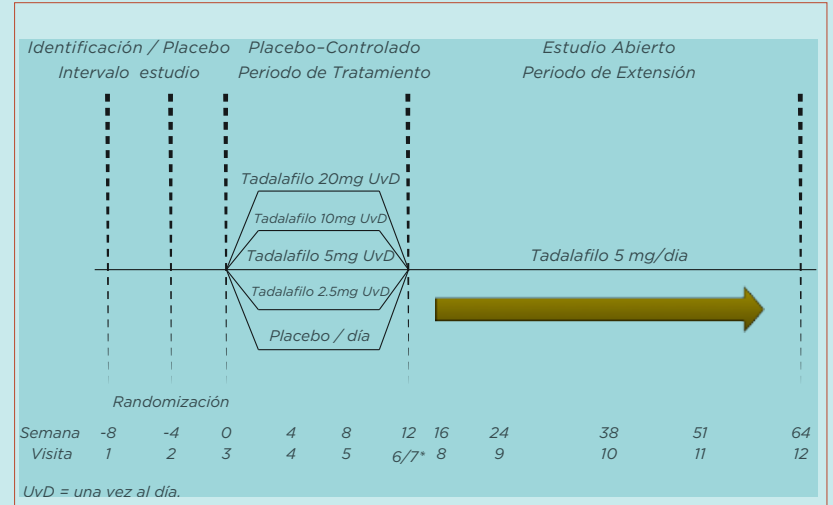 Identificación / Placebo Placebo–Controlado Estudio Abierto
Intervalo estudio Periodo de Tratamiento Periodo de Extensión
Tadalafilo 20mg UvD
Tadalafilo 10mg UvD
Tadalafilo 5mg UvD Tadalafilo 5 mg/dia
Tadalafilo 2.5mg UvD
Placebo / día
Randomización
Semana -8 -4 0 4 8 12 16 24 38 51 64
Visita 1 2 3 4 5 6/7* 8 9 10 11 12
UvD = una vez al día.